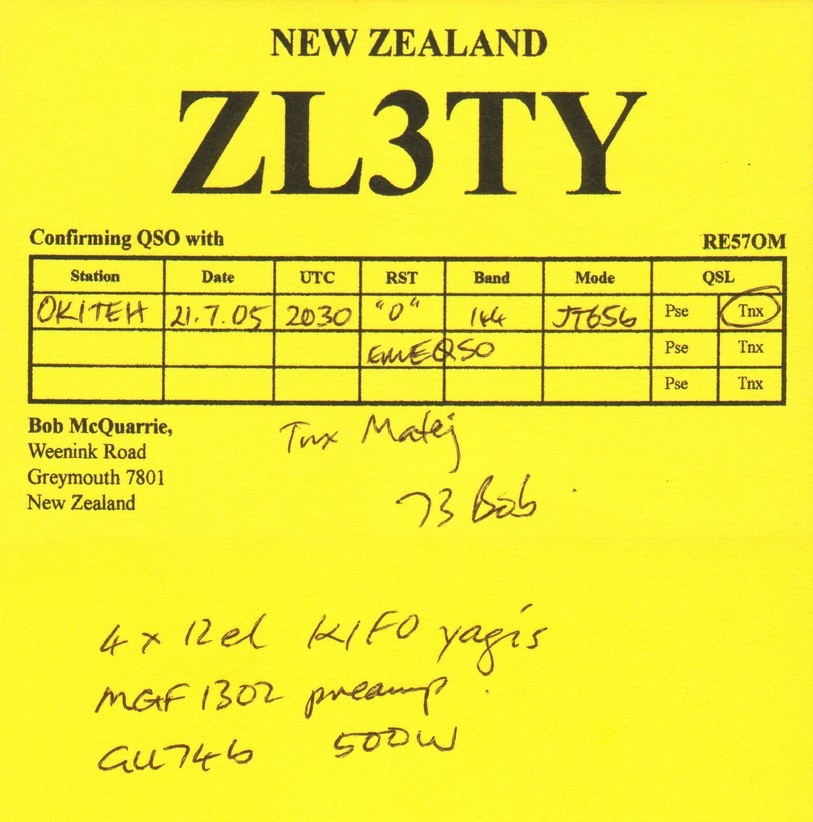 NEW ZEALAND
ZL3TY
Confirming QSO with RE57OM
Station Date UTC RST Band Mode QSL
OK1TEH 21.7.05 2030 "O" 144 JT65b Pse Tnx
EMEQSO Pse Tnx
Pse Tnx
Bob McQuarrie,
Weenink Road
Greymouth 7801
New Zealand
Tnx Matej
73 Bob
4 x 12el K1FO yagis
MGF1302 preamp
GU74b 500W